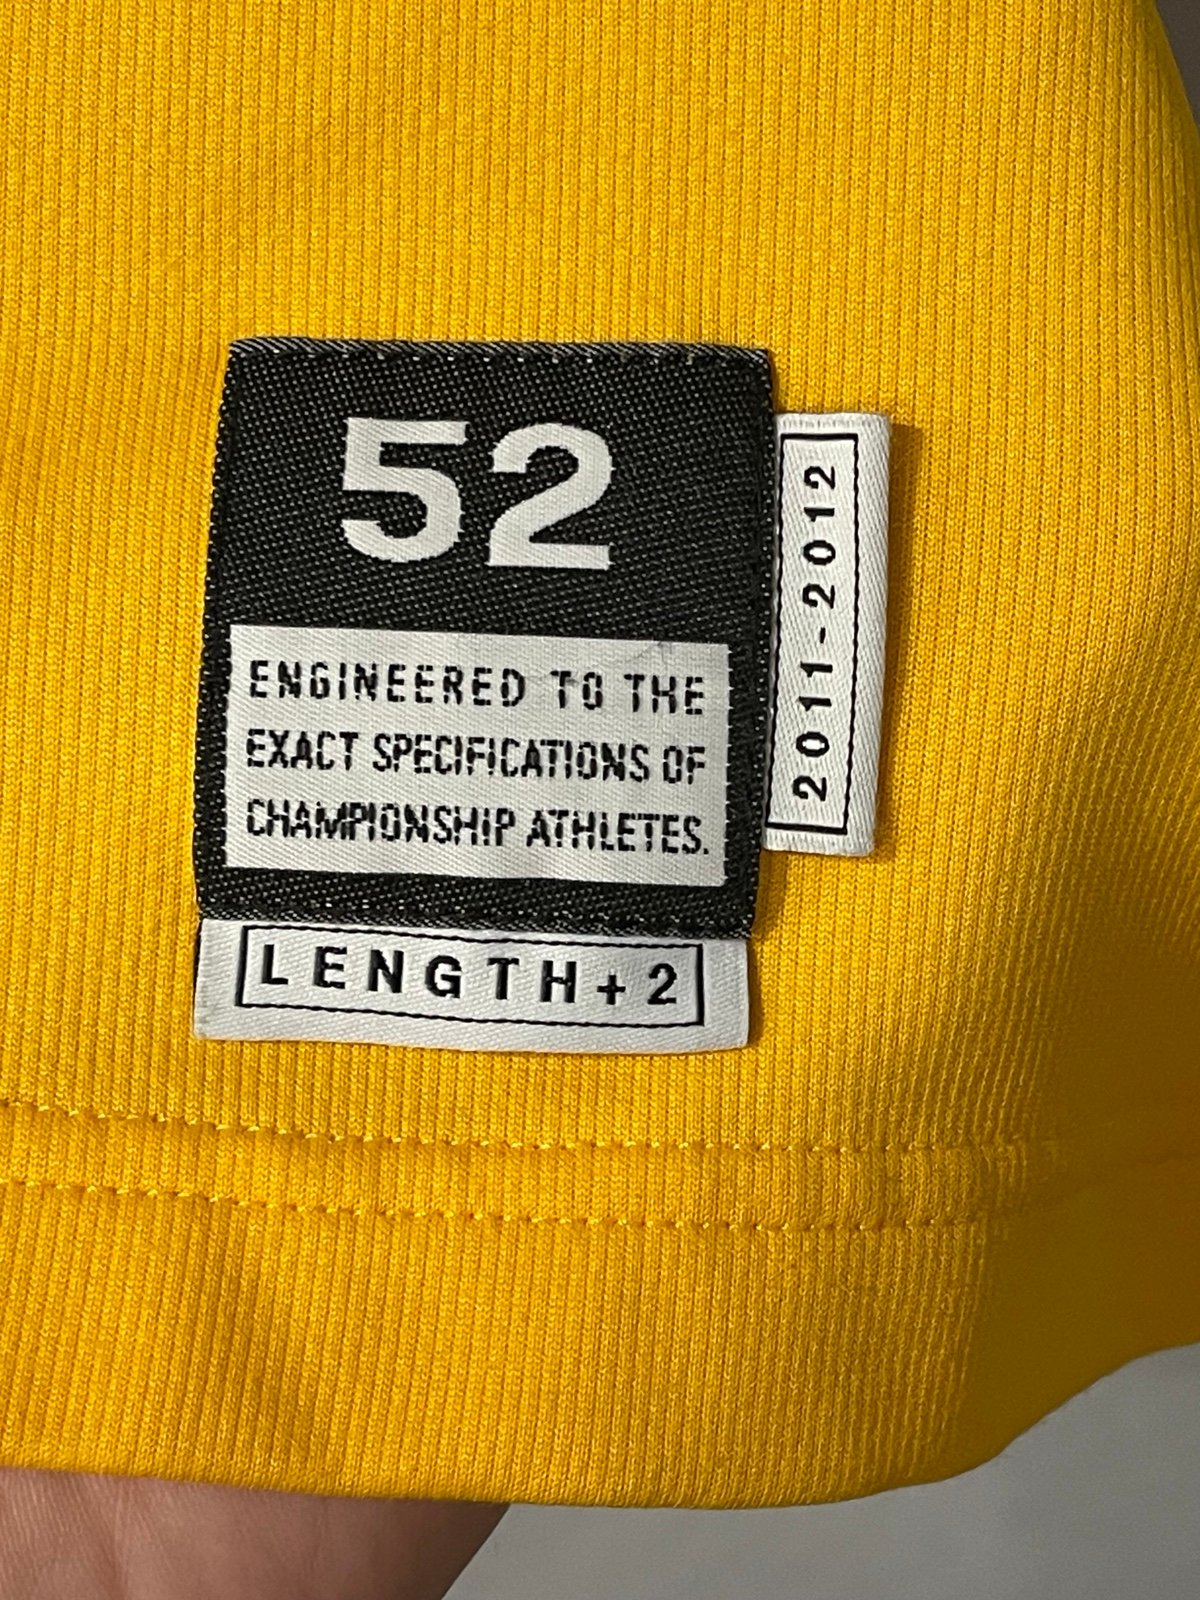 52
ENGINEERED TO THE
EXACT SPECIFICATIONS OF
CHAMPIONSHIP ATHLETES.
LENGTH+2
2011-2012